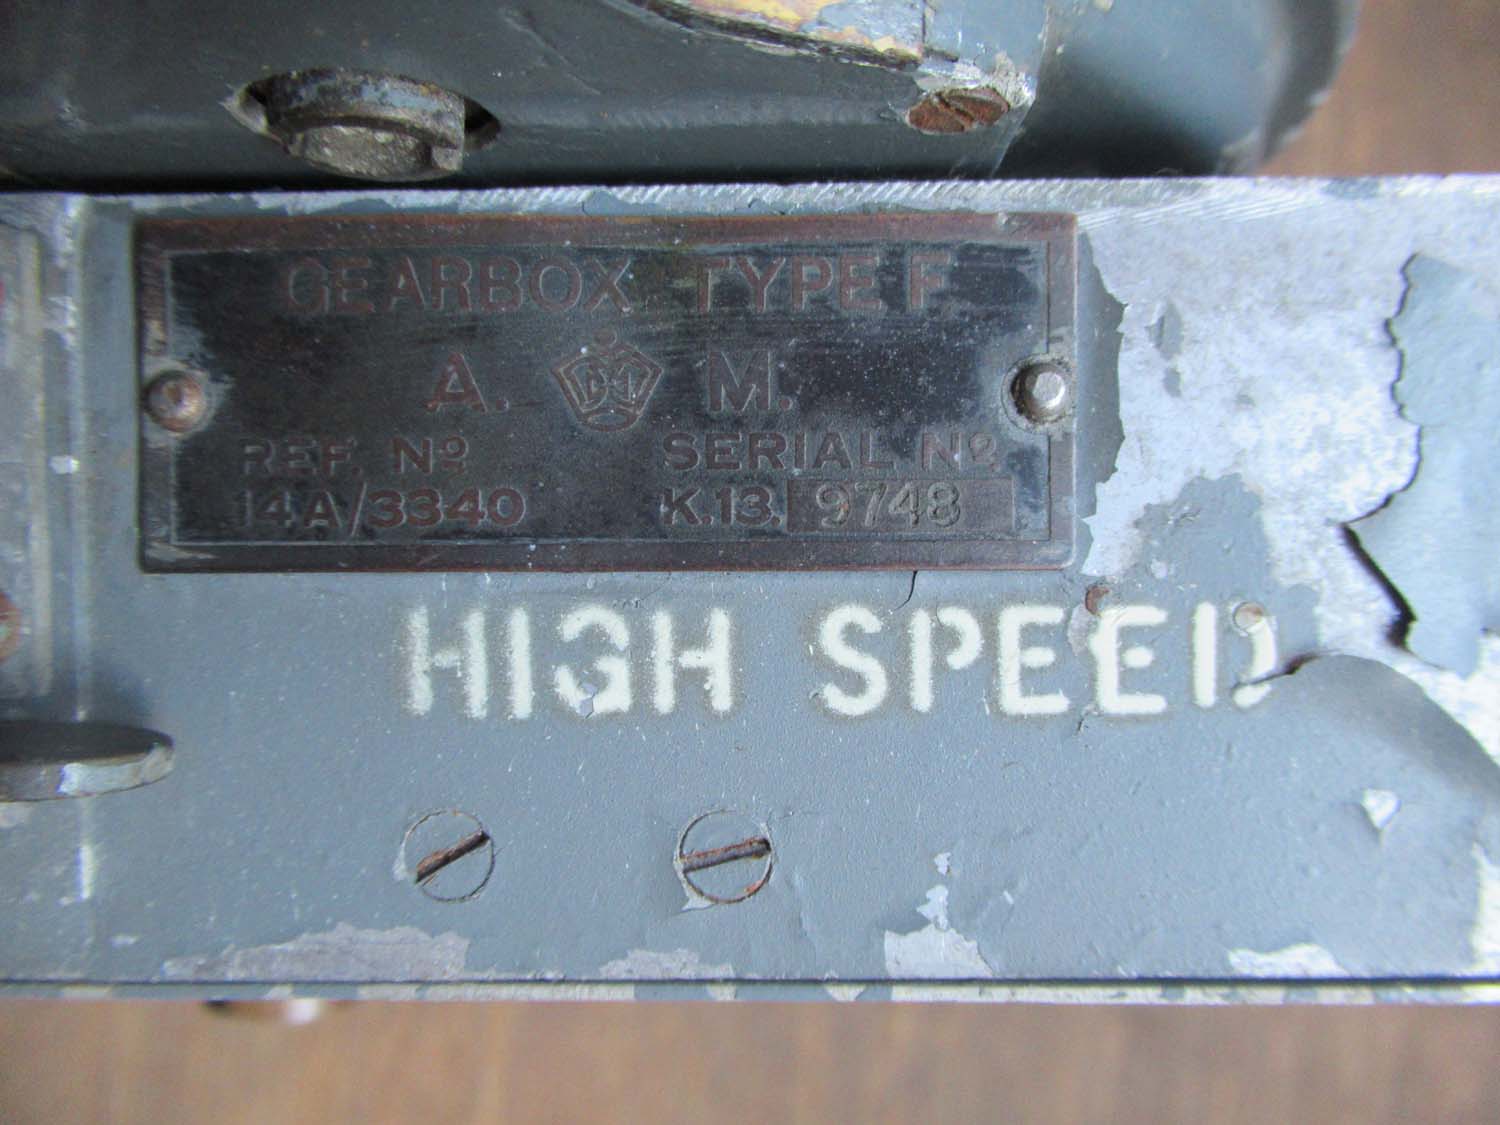 GEARBOX TYPE F
A. M.
REF. Nº SERIAL Nº
14A/3340 K.13. 9748
HIGH SPEED